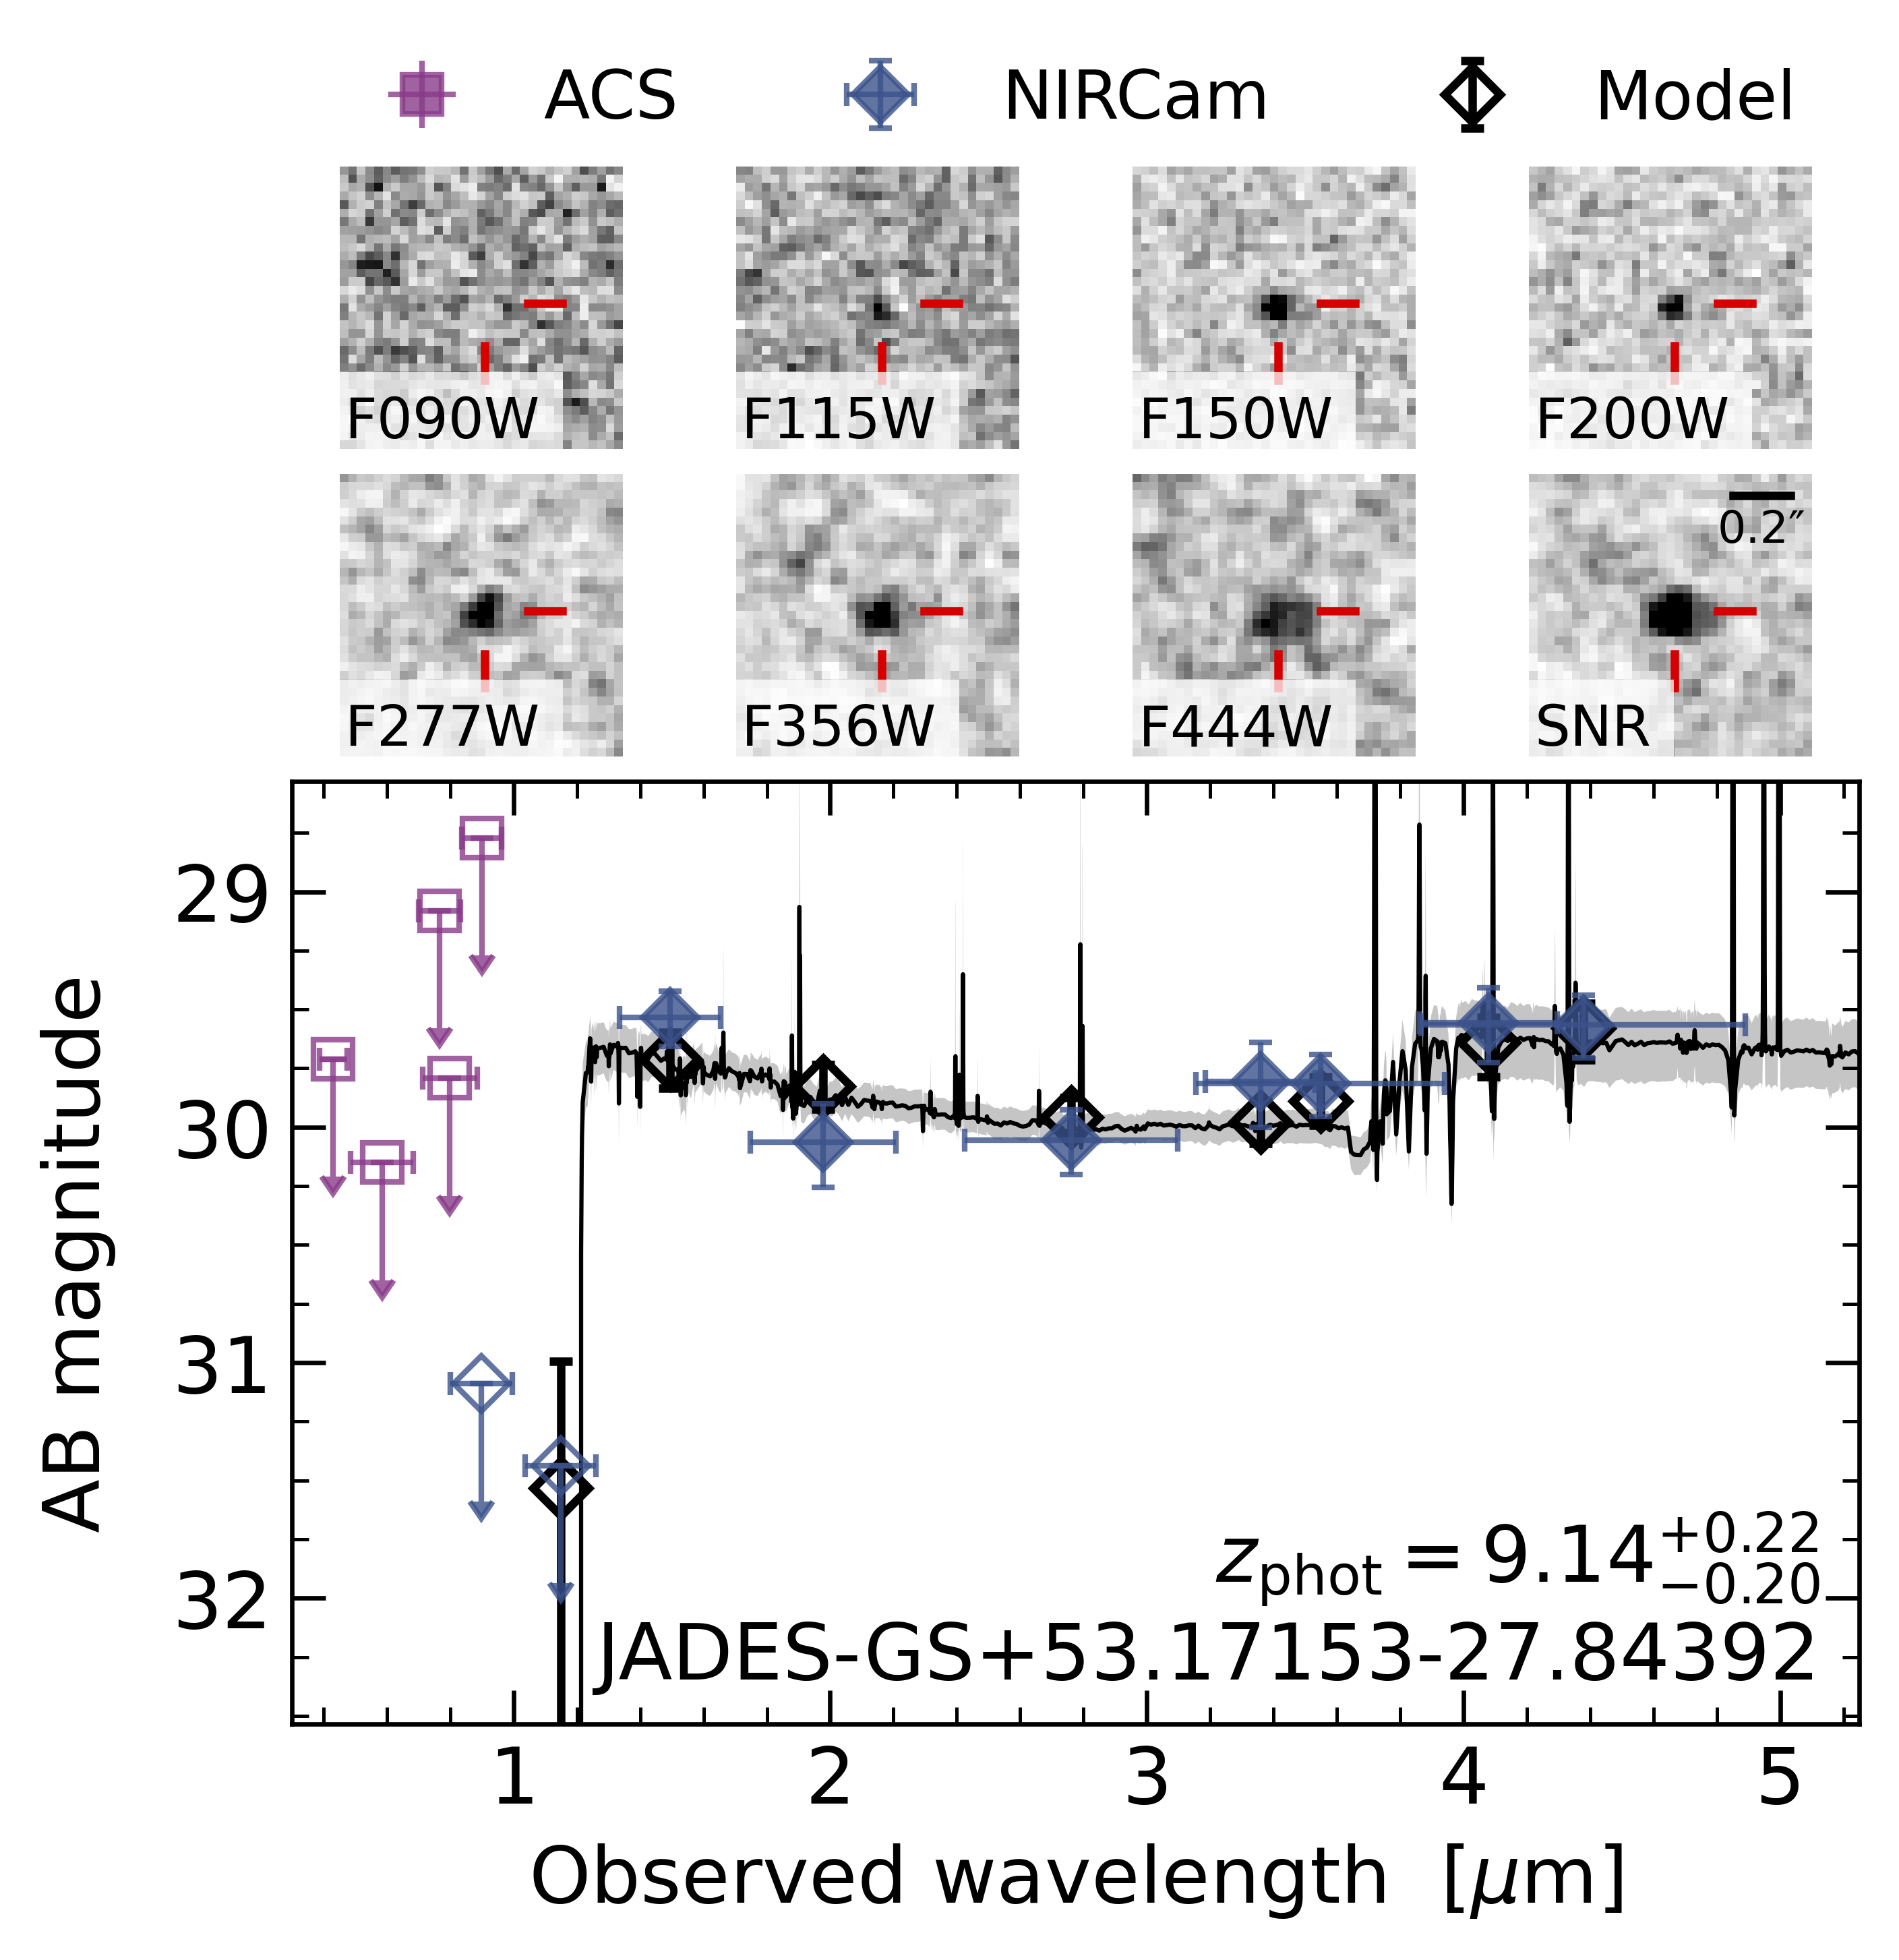 ACS NIRCam Model
F090W F115W F150W F200W
0.2″
F277W F356W F444W SNR
29
30
31
32
AB magnitude
z_phot = 9.14 +0.22 −0.20
JADES-GS+53.17153-27.84392
1 2 3 4 5
Observed wavelength [μm]